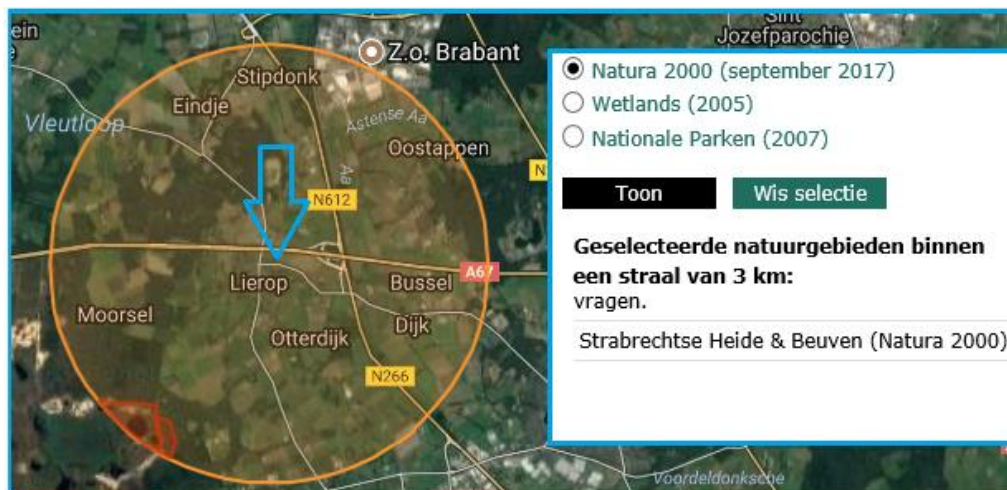 Sint
Jozefparochie
Z.o. Brabant
Stipdonk
Eindje
Vleutloop
Astense Aa
Oostappen
Aa
N612
A67
Lierop
Bussel
Moorsel
Otterdijk
Dijk
N266
Voordeldonksche
Natura 2000 (september 2017)
Wetlands (2005)
Nationale Parken (2007)
Toon
Wis selectie
Geselecteerde natuurgebieden binnen
een straal van 3 km:
vragen.
Strabrechtse Heide & Beuven (Natura 2000)